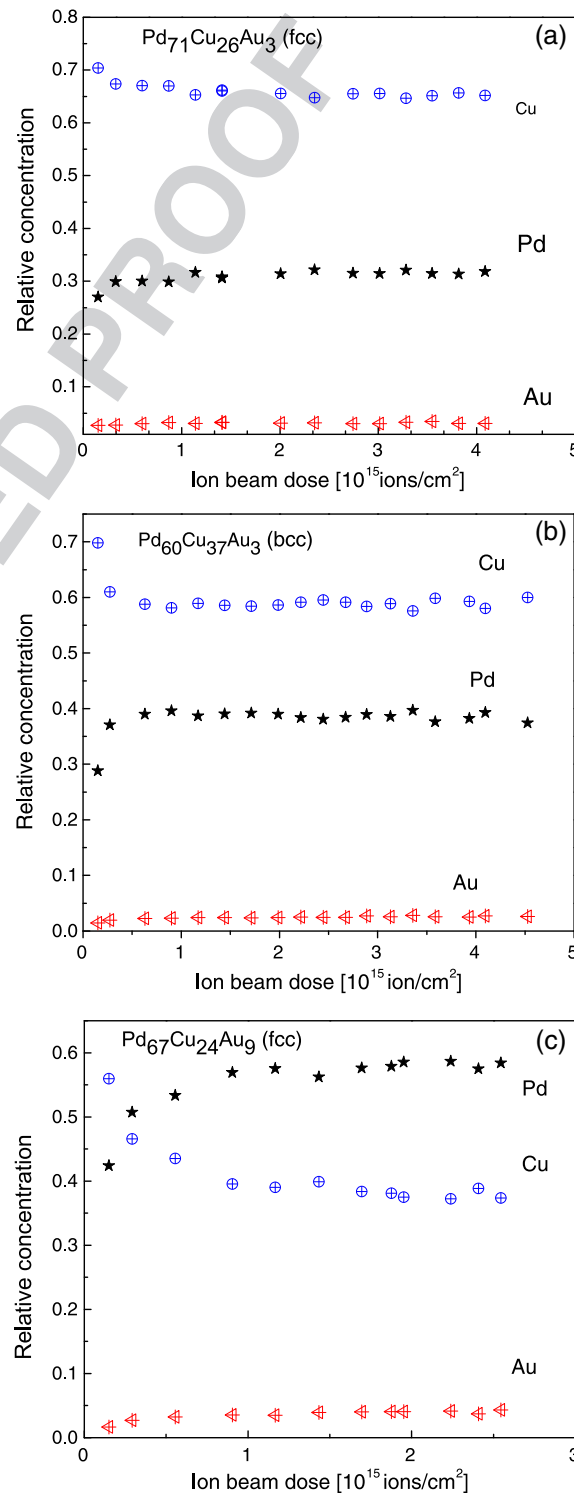 Pd71Cu26Au3 (fcc)
(a)
0.8
0.7
0.6
0.5
0.4
0.3
0.2
0.1
Relative concentration
Cu
Pd
Au
0 1 2 3 4 5
Ion beam dose [10^15 ions/cm^2]
ED PROOF
Pd60Cu37Au3 (bcc)
(b)
0.7
0.6
0.5
0.4
0.3
0.2
0.1
0.0
Relative concentration
Cu
Pd
Au
0 1 2 3 4 5
Ion beam dose [10^15 ion/cm^2]
Pd67Cu24Au9 (fcc)
(c)
0.6
0.5
0.4
0.3
0.2
0.1
0.0
Relative concentration
Pd
Cu
Au
0 1 2 3
Ion beam dose [10^15 ions/cm^2]